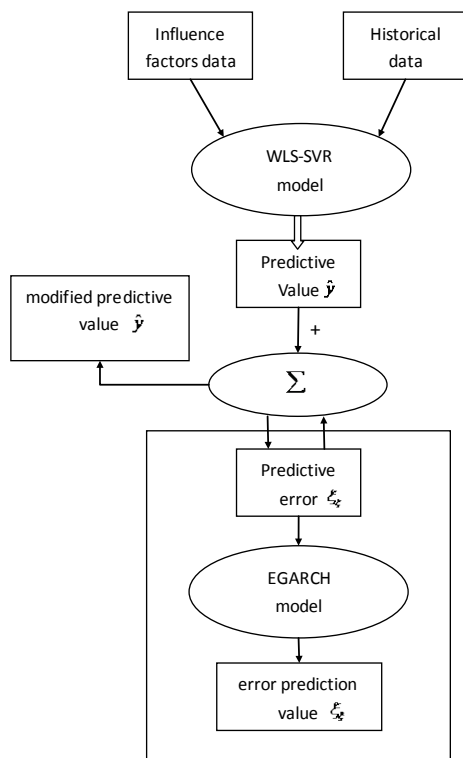 Influence
factors data
Historical
data
WLS-SVR
model
Predictive
Value ŷ
+
modified predictive
value ŷ
Σ
Predictive
error ξ
EGARCH
model
error prediction
value ξ